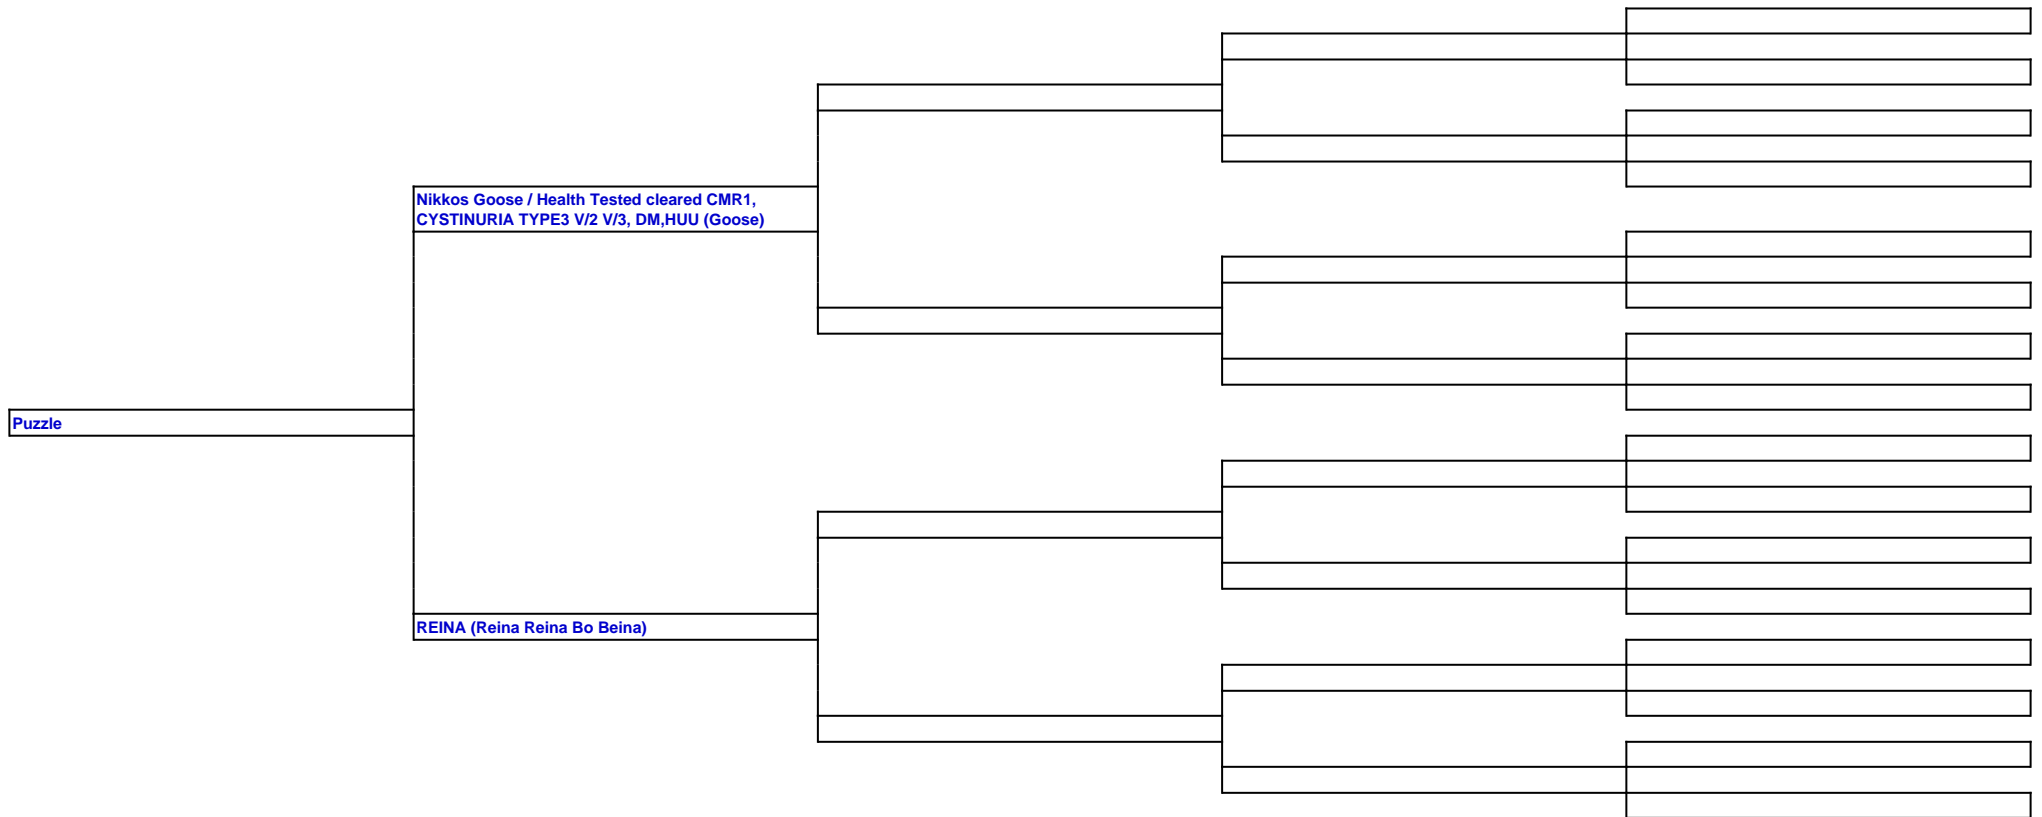 Nikkos Goose / Health Tested cleared CMR1,
CYSTINURIA TYPE3 V/2 V/3, DM,HUU (Goose)
Puzzle
REINA (Reina Reina Bo Beina)